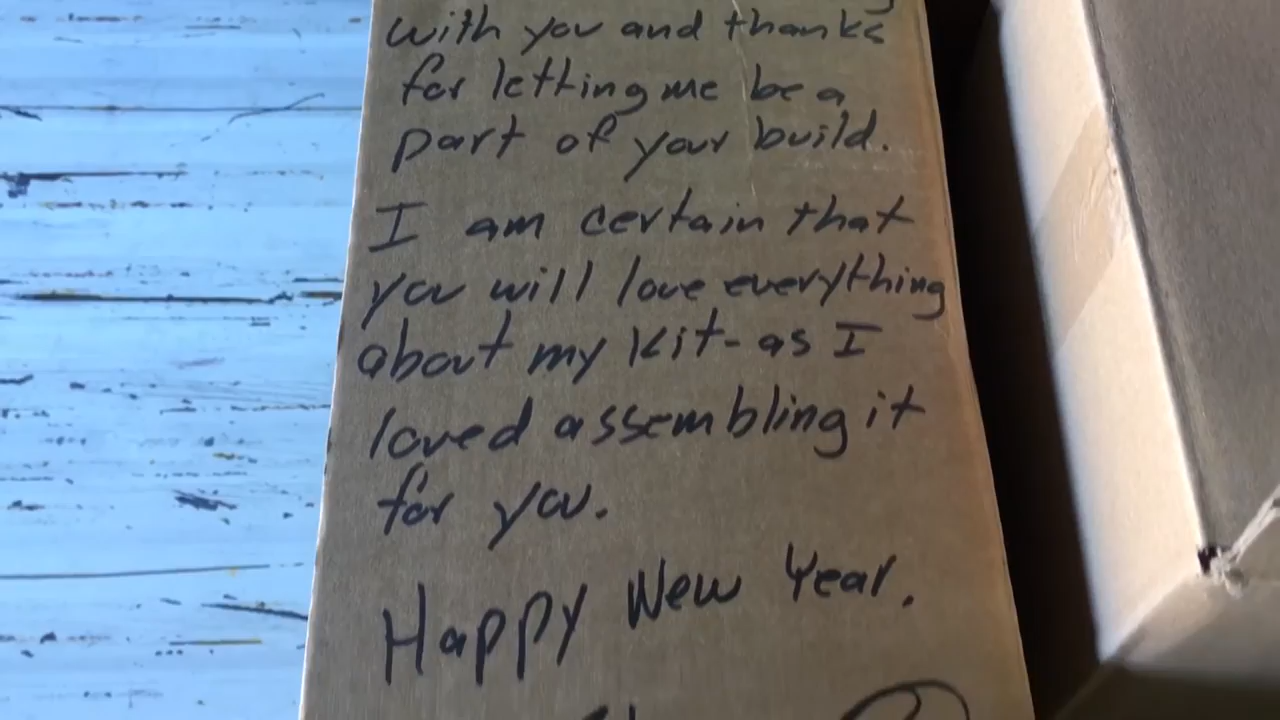 with you and thanks
for letting me be a
part of your build.
I am certain that
you will love everything
about my kit - as I
loved assembling it
for you.
Happy New Year.